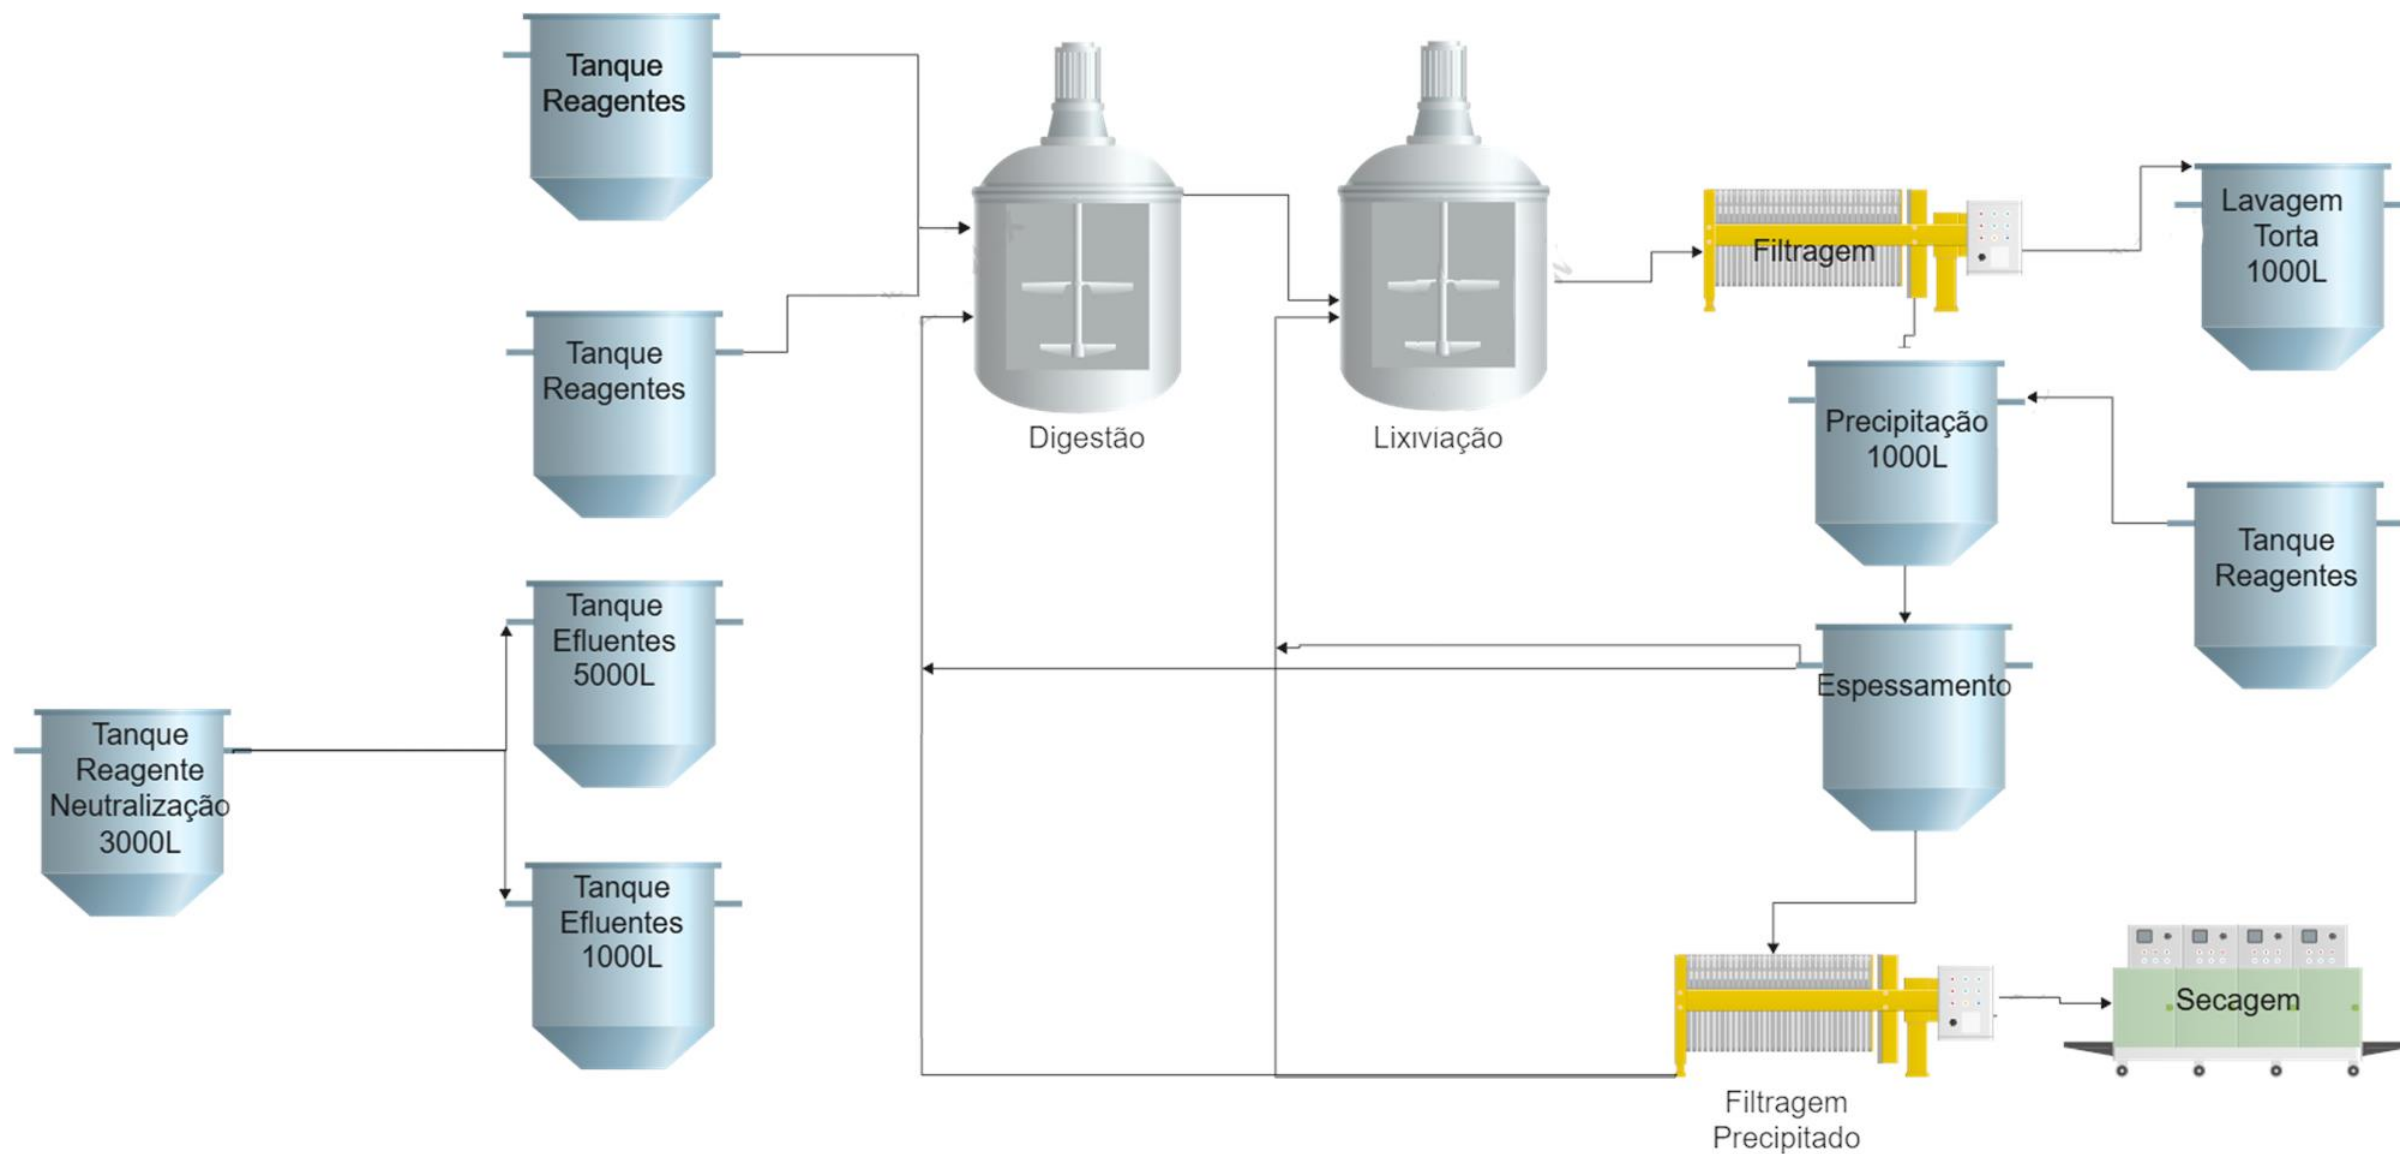 Tanque
Reagentes
Lavagem
Torta
1000L
Filtragem
Tanque
Reagentes
Digestão
Lixiviação
Precipitação
1000L
Tanque
Reagentes
Tanque
Efluentes
5000L
Espessamento
Tanque
Reagente
Neutralização
3000L
Tanque
Efluentes
1000L
Secagem
Filtragem
Precipitado